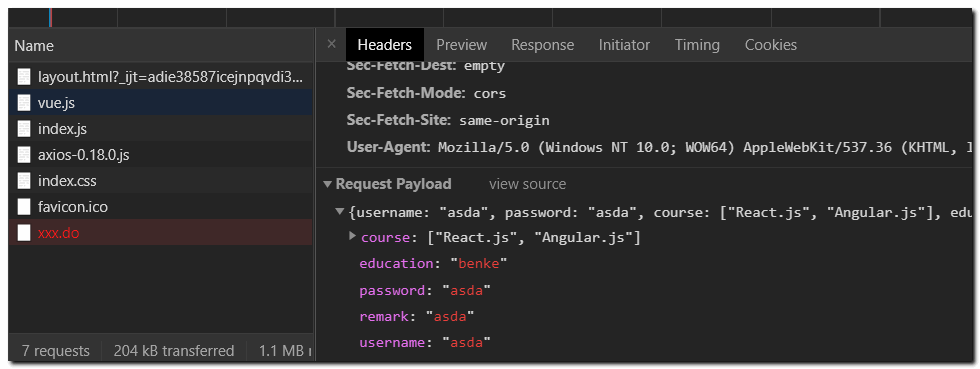 Name
layout.html?_ijt=adie38587icejnpqvdi3...
vue.js
index.js
axios-0.18.0.js
index.css
favicon.ico
xxx.do
7 requests 204 kB transferred 1.1 MB
× Headers Preview Response Initiator Timing Cookies
Sec-Fetch-Dest: empty
Sec-Fetch-Mode: cors
Sec-Fetch-Site: same-origin
User-Agent: Mozilla/5.0 (Windows NT 10.0; WOW64) AppleWebKit/537.36 (KHTML,
Request Payload view source
{username: "asda", password: "asda", course: ["React.js", "Angular.js"], edu
course: ["React.js", "Angular.js"]
education: "benke"
password: "asda"
remark: "asda"
username: "asda"